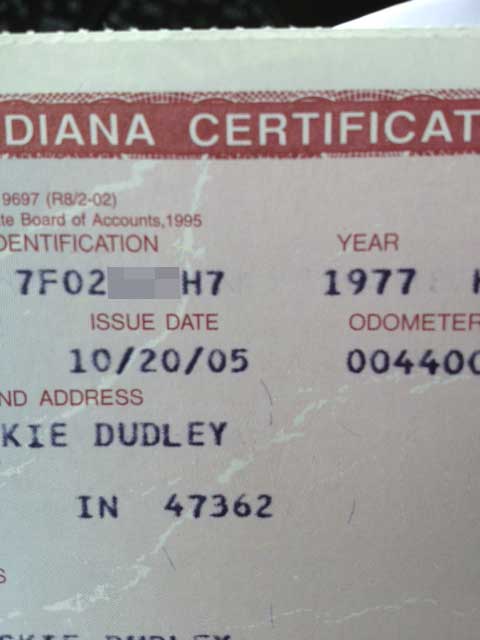 DIANA CERTIFICAT
9697 (R8/2-02)
te Board of Accounts,1995
DENTIFICATION YEAR
7F02 H7 1977
ISSUE DATE ODOMETER
10/20/05 004400
ND ADDRESS
KIE DUDLEY
IN 47362
S